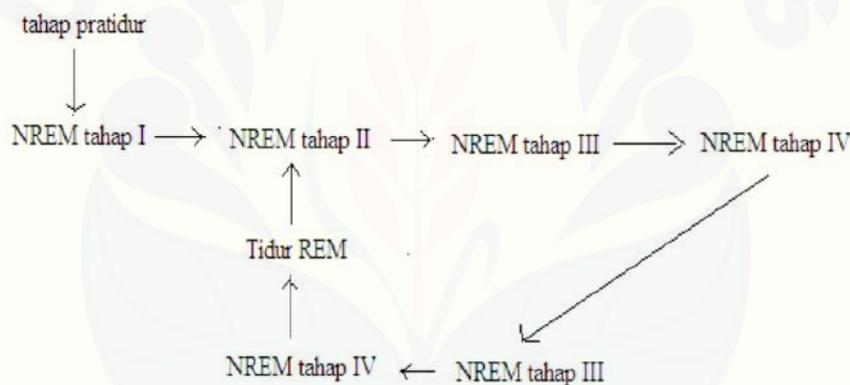 tahap pratidur
NREM tahap I
NREM tahap II
NREM tahap III
NREM tahap IV
Tidur REM
NREM tahap IV
NREM tahap III